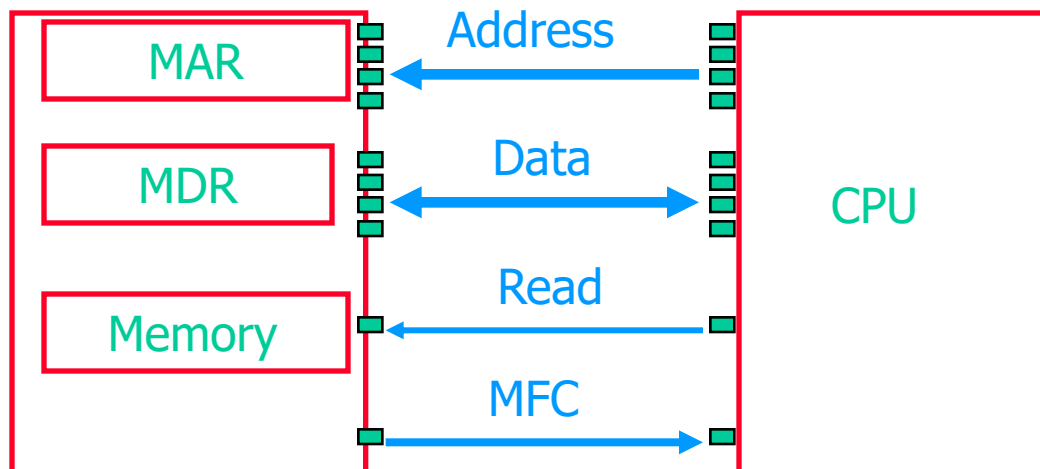 Address
MAR
Data
MDR
CPU
Read
Memory
MFC